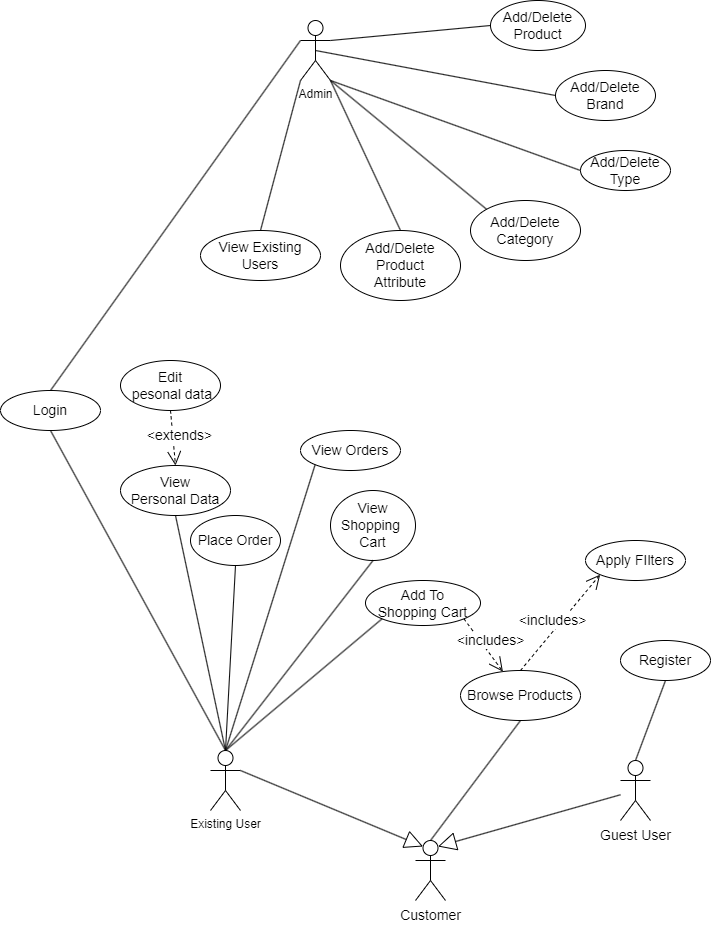 Add/Delete
Product
Admin
Add/Delete
Brand
Add/Delete
Type
Add/Delete
Category
View Existing
Users
Add/Delete
Product
Attribute
Login
Edit
pesonal data
<extends>
View
Personal Data
View Orders
View
Shopping
Cart
Place Order
Apply FIlters
Add To
Shopping Cart
<includes>
<includes>
Register
Browse Products
Existing User
Guest User
Customer